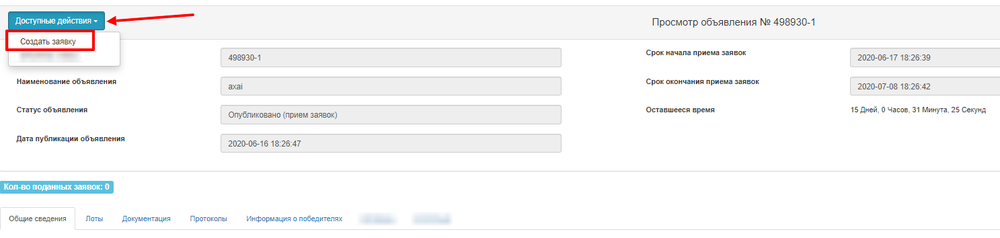 Доступные действия
Просмотр объявления № 498930-1
Создать заявку
498930-1
Срок начала приема заявок
2020-06-17 18:26:39
Наименование объявления
axai
Срок окончания приема заявок
2020-07-08 18:26:42
Статус объявления
Опубликовано (прием заявок)
Оставшееся время
15 Дней, 0 Часов, 31 Минута, 25 Секунд
Дата публикации объявления
2020-06-16 18:26:47
Кол-во поданных заявок: 0
Общие сведения
Лоты
Документация
Протоколы
Информация о победителях